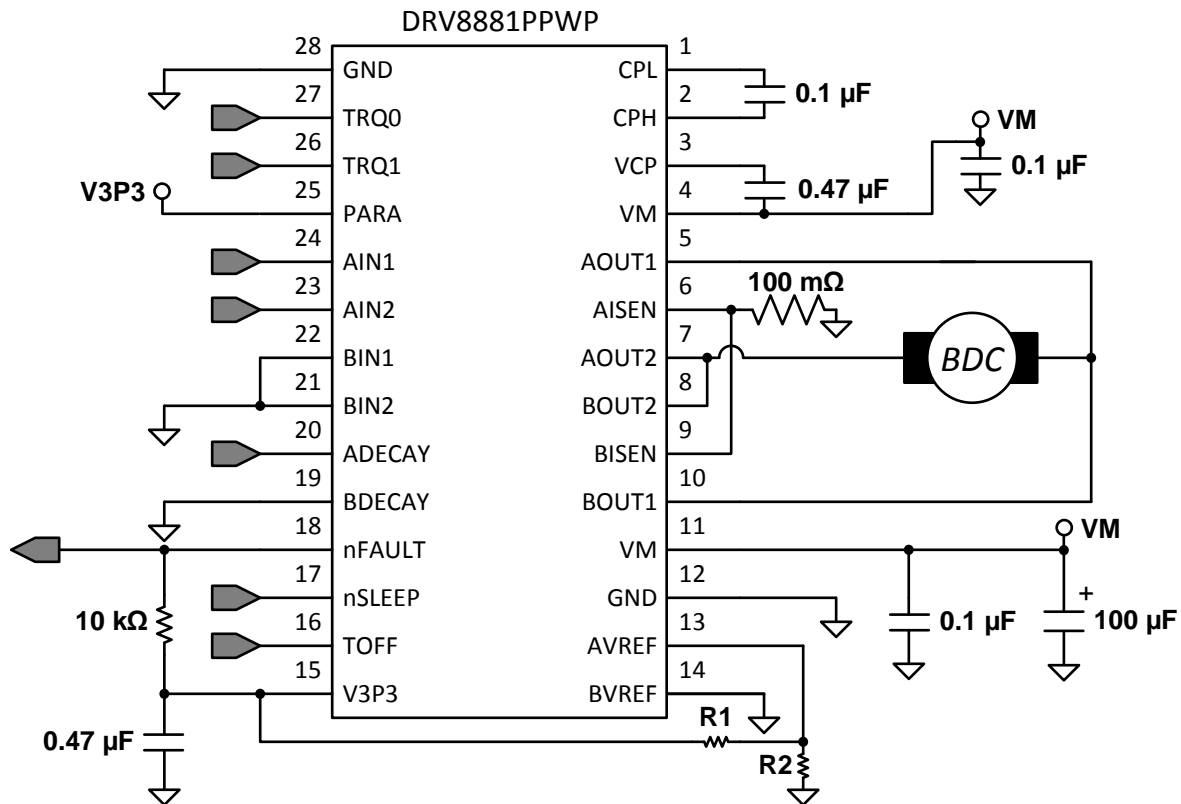 DRV8881PPWP
28 GND CPL 1
27 TRQ0 CPH 2
0.1 µF
26 TRQ1 VCP 3
VM
0.1 µF
V3P3
25 PARA VM 4
0.47 µF
24 AIN1 AOUT1 5
23 AIN2 AISEN 6
100 mΩ
22 BIN1 AOUT2 7
BDC
21 BIN2 BOUT2 8
20 ADECAY BISEN 9
19 BDECAY BOUT1 10
18 nFAULT VM 11
VM
17 nSLEEP GND 12
10 kΩ
0.1 µF
+
100 µF
16 TOFF AVREF 13
15 V3P3 BVREF 14
R1
0.47 µF
R2